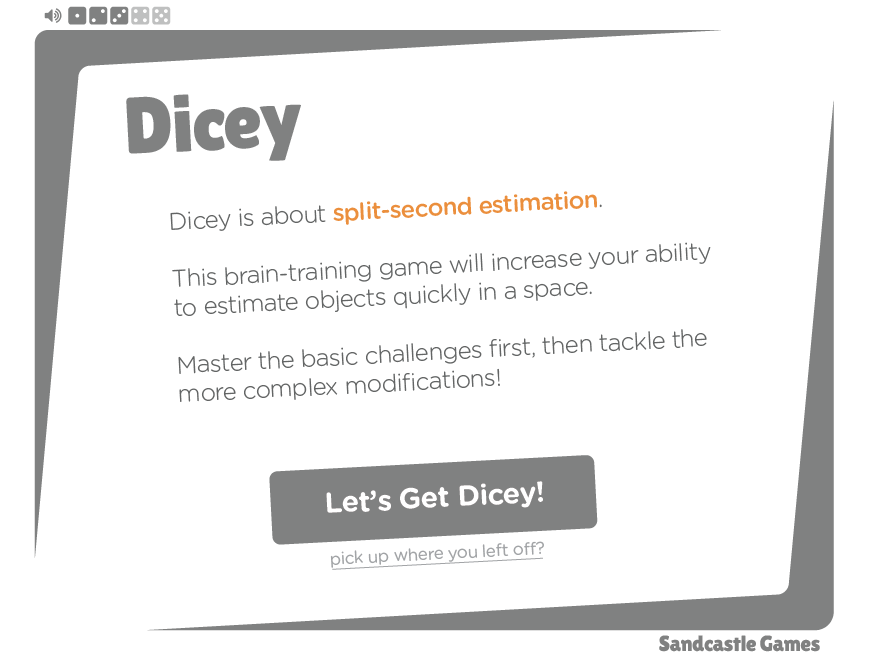 Dicey
Dicey is about split-second estimation.
This brain-training game will increase your ability
to estimate objects quickly in a space.
Master the basic challenges first, then tackle the
more complex modifications!
Let's Get Dicey!
pick up where you left off?
Sandcastle Games